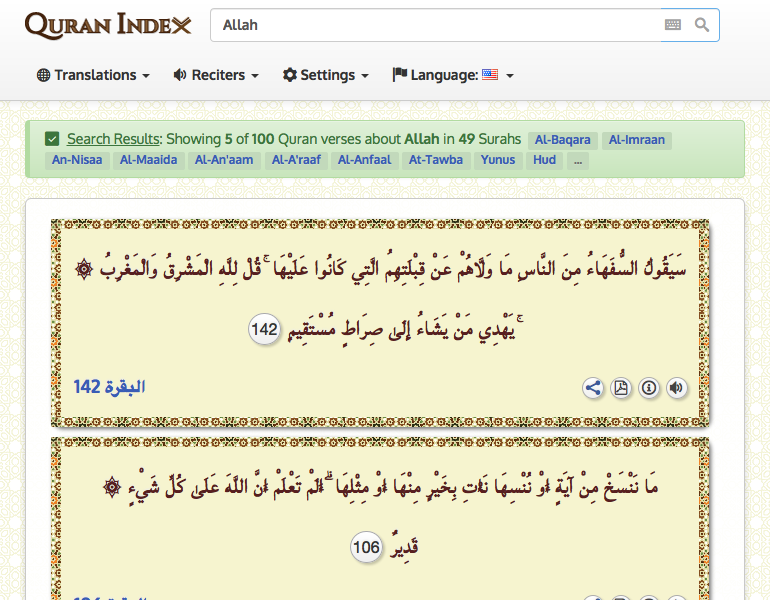 QURAN INDEX
Allah
Translations Reciters Settings Language:
Search Results: Showing 5 of 100 Quran verses about Allah in 49 Surahs Al-Baqara Al-Imraan
An-Nisaa Al-Maaida Al-An'aam Al-A'raaf Al-Anfaal At-Tawba Yunus Hud ...
۞ سَيَقُولُ السُّفَهَاءُ مِنَ النَّاسِ مَا وَلَّاهُمْ عَنْ قِبْلَتِهِمُ الَّتِي كَانُوا عَلَيْهَا ۚ قُلْ لِلَّهِ الْمَشْرِقُ وَالْمَغْرِبُ
ۚ يَهْدِي مَنْ يَشَاءُ إِلَىٰ صِرَاطٍ مُسْتَقِيمٍ 142
البقرة 142
۞ مَا نَنْسَخْ مِنْ آيَةٍ أَوْ نُنْسِهَا نَأْتِ بِخَيْرٍ مِنْهَا أَوْ مِثْلِهَا ۗ أَلَمْ تَعْلَمْ أَنَّ اللَّهَ عَلَىٰ كُلِّ شَيْءٍ
قَدِيرٌ 106